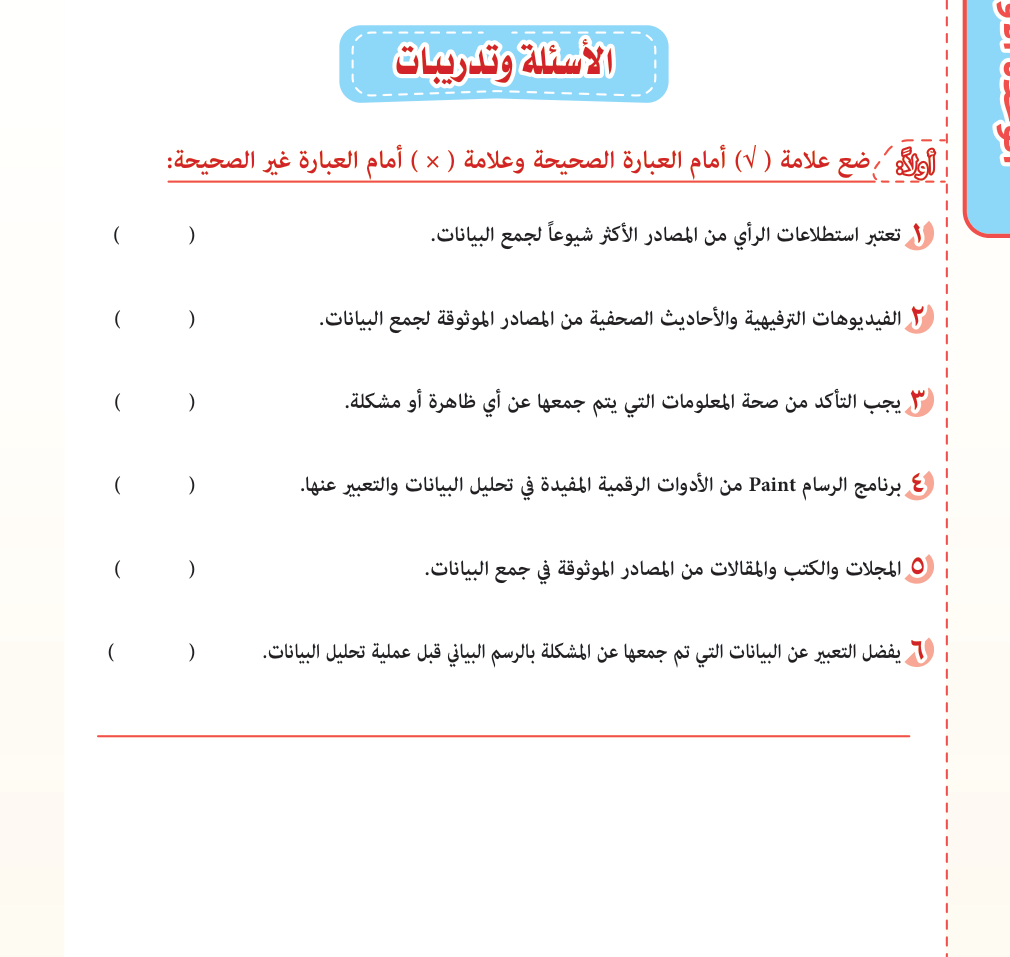 الأسئلة وتدريبات
أولاً: ضع علامة ( √ ) أمام العبارة الصحيحة وعلامة ( × ) أمام العبارة غير الصحيحة:
١ تعتبر استطلاعات الرأي من المصادر الأكثر شيوعاً لجمع البيانات. ( )
٢ الفيديوهات الترفيهية والأحاديث الصحفية من المصادر الموثوقة لجمع البيانات. ( )
٣ يجب التأكد من صحة المعلومات التي يتم جمعها عن أي ظاهرة أو مشكلة. ( )
٤ برنامج الرسام Paint من الأدوات الرقمية المفيدة في تحليل البيانات والتعبير عنها. ( )
٥ المجلات والكتب والمقالات من المصادر الموثوقة في جمع البيانات. ( )
٦ يفضل التعبير عن البيانات التي تم جمعها عن المشكلة بالرسم البياني قبل عملية تحليل البيانات. ( )